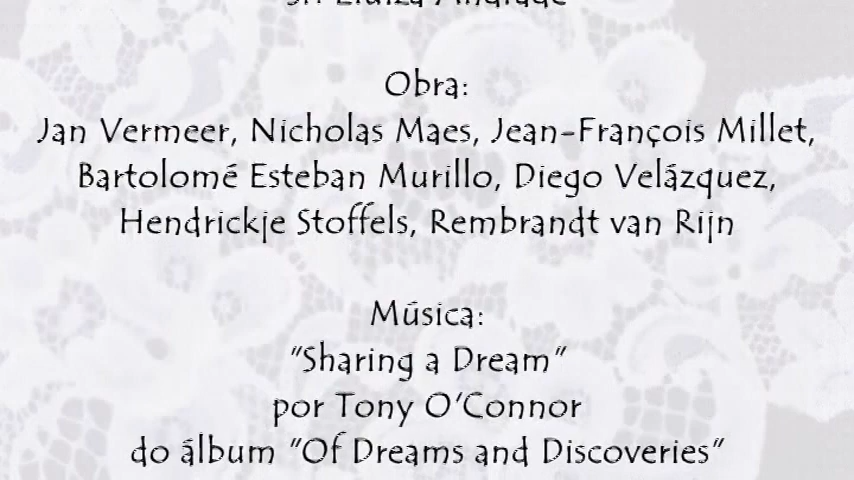 Obra:
Jan Vermeer, Nicholas Maes, Jean-François Millet,
Bartolomé Esteban Murillo, Diego Velázquez,
Hendrickje Stoffels, Rembrandt van Rijn
Música:
"Sharing a Dream"
por Tony O'Connor
do álbum "Of Dreams and Discoveries"